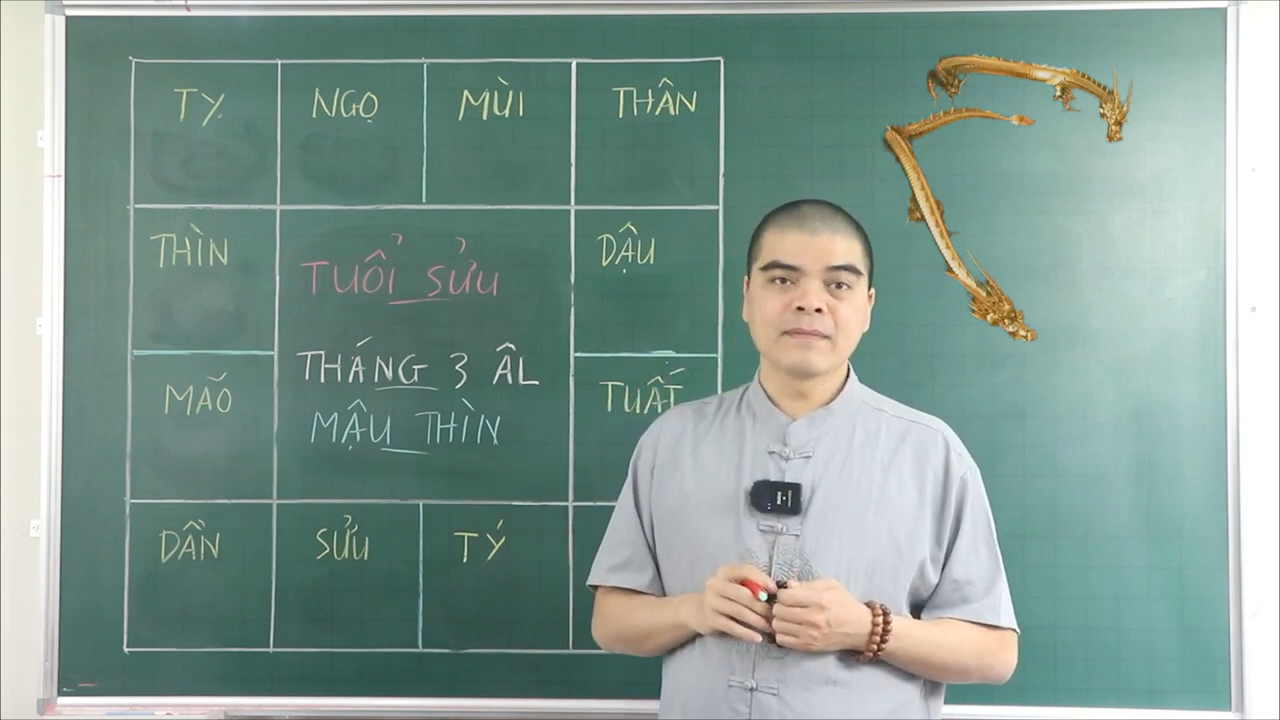 TỴ NGỌ MÙI THÂN
THÌN DẬU
TUỔI SỬU
THÁNG 3 ÂL
MÃO TUẤT
MẬU THÌN
DẦN SỬU TÝ